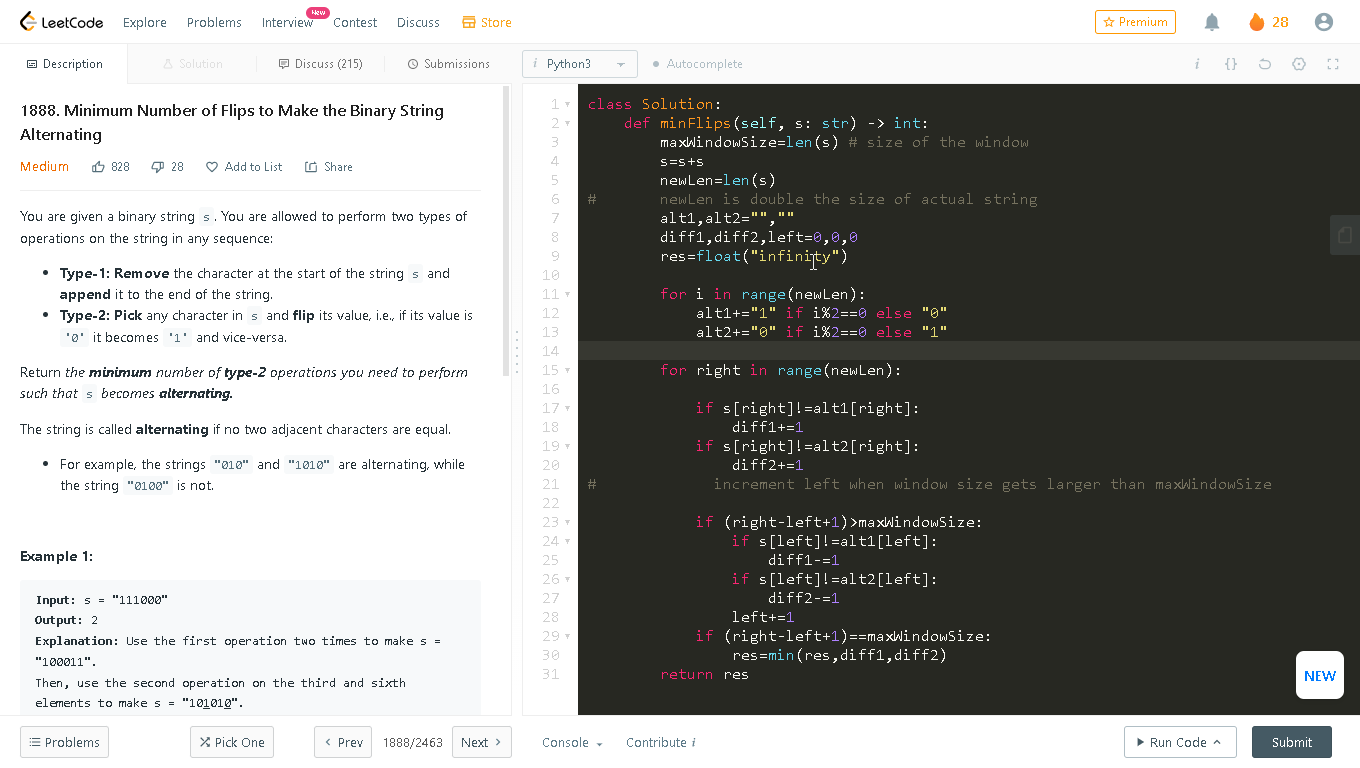 LeetCode Explore Problems Interview New Contest Discuss Store Premium 28
Description Solution Discuss (215) Submissions i Python3 Autocomplete i {}
1888. Minimum Number of Flips to Make the Binary String
Alternating
Medium 828 28 Add to List Share
You are given a binary string s. You are allowed to perform two types of
operations on the string in any sequence:
• Type-1: Remove the character at the start of the string s and
append it to the end of the string.
• Type-2: Pick any character in s and flip its value, i.e., if its value is
'0' it becomes '1' and vice-versa.
Return the minimum number of type-2 operations you need to perform
such that s becomes alternating.
The string is called alternating if no two adjacent characters are equal.
• For example, the strings "010" and "1010" are alternating, while
the string "0100" is not.
Example 1:
Input: s = "111000"
Output: 2
Explanation: Use the first operation two times to make s =
"100011".
Then, use the second operation on the third and sixth
elements to make s = "101010".
1 class Solution:
2     def minFlips(self, s: str) -> int:
3         maxWindowSize=len(s) # size of the window
4         s=s+s
5         newLen=len(s)
6 #       newLen is double the size of actual string
7         alt1,alt2="",""
8         diff1,diff2,left=0,0,0
9         res=float("infinity")
10
11         for i in range(newLen):
12             alt1+="1" if i%2==0 else "0"
13             alt2+="0" if i%2==0 else "1"
14
15         for right in range(newLen):
16
17             if s[right]!=alt1[right]:
18                 diff1+=1
19             if s[right]!=alt2[right]:
20                 diff2+=1
21 #             increment left when window size gets larger than maxWindowSize
22
23             if (right-left+1)>maxWindowSize:
24                 if s[left]!=alt1[left]:
25                     diff1-=1
26                 if s[left]!=alt2[left]:
27                     diff2-=1
28                 left+=1
29             if (right-left+1)==maxWindowSize:
30                 res=min(res,diff1,diff2)
31         return res
NEW
Problems Pick One Prev 1888/2463 Next Console Contribute i Run Code Submit